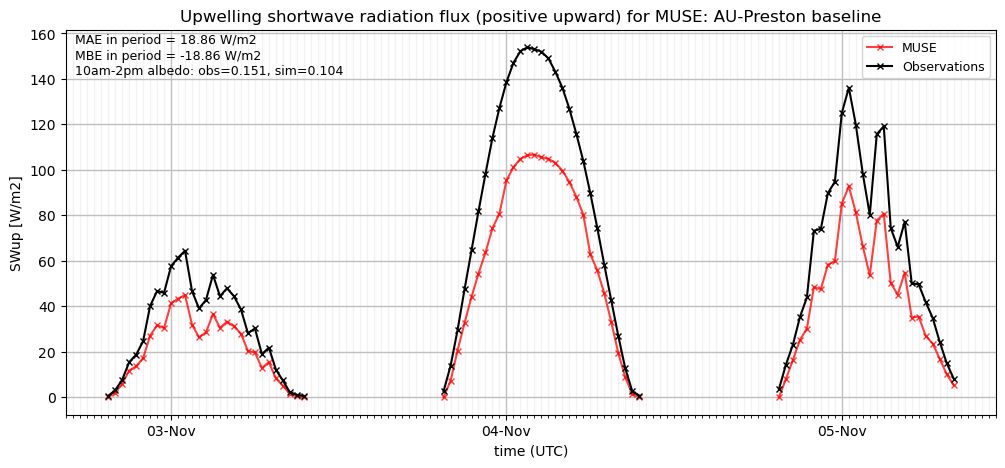 Upwelling shortwave radiation flux (positive upward) for MUSE: AU-Preston baseline
MAE in period = 18.86 W/m2
MBE in period = -18.86 W/m2
10am-2pm albedo: obs=0.151, sim=0.104
MUSE
Observations
SWup [W/m2]
160
140
120
100
80
60
40
20
0
03-Nov
04-Nov
05-Nov
time (UTC)